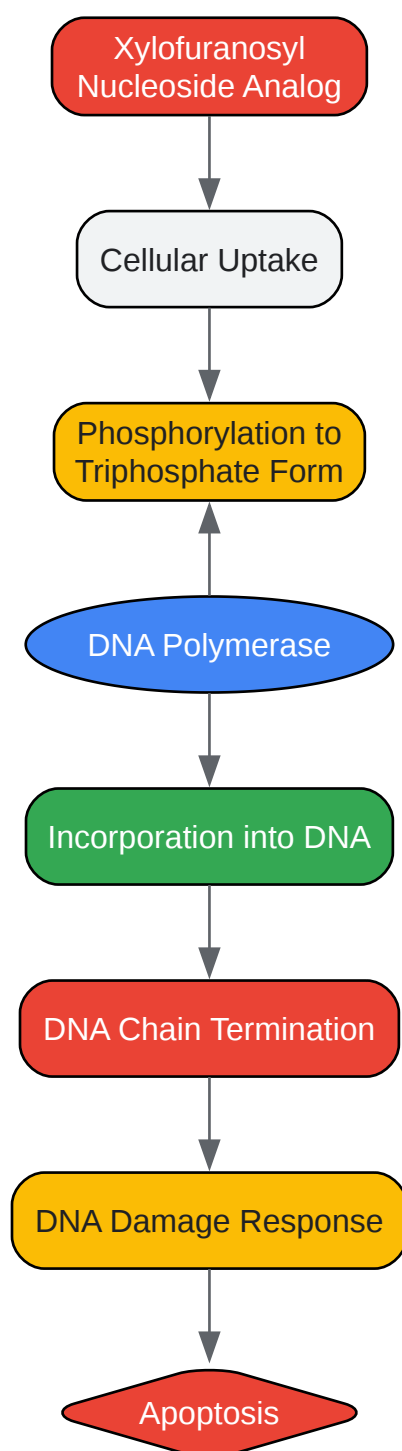 Xylofuranosyl
Nucleoside Analog
Cellular Uptake
Phosphorylation to
Triphosphate Form
DNA Polymerase
Incorporation into DNA
DNA Chain Termination
DNA Damage Response
Apoptosis